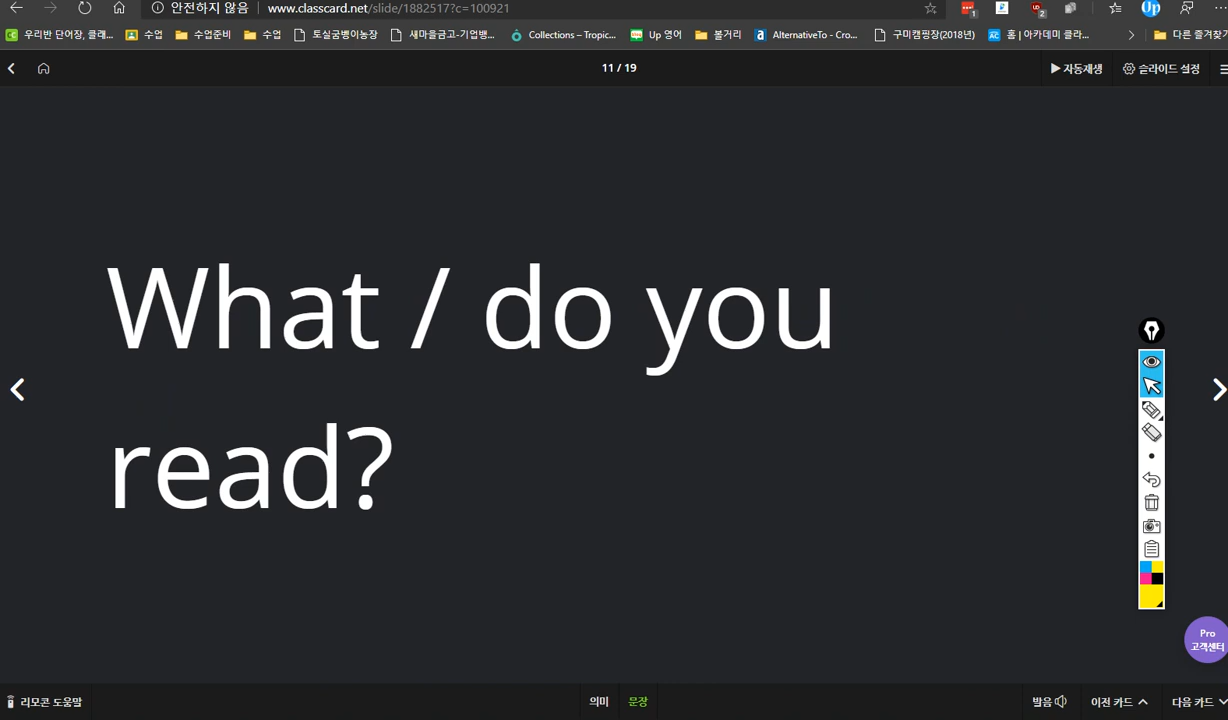 안전하지 않음 www.classcard.net/slide/1882517?c=100921
우리반 단어장, 클래... 수업 수업준비 수업 토실굼벵이농장 새마을금고-기업뱅... Collections – Tropic... Up 영어 볼거리 AlternativeTo - Cro... 구미캠핑장(2018년) 홈 | 아카데미 클라... 다른 즐겨찾기
11 / 19 자동재생 슬라이드 설정
What / do you
read?
Pro
고객센터
리모콘 도움말 의미 문장 발음 이전 카드 다음 카드